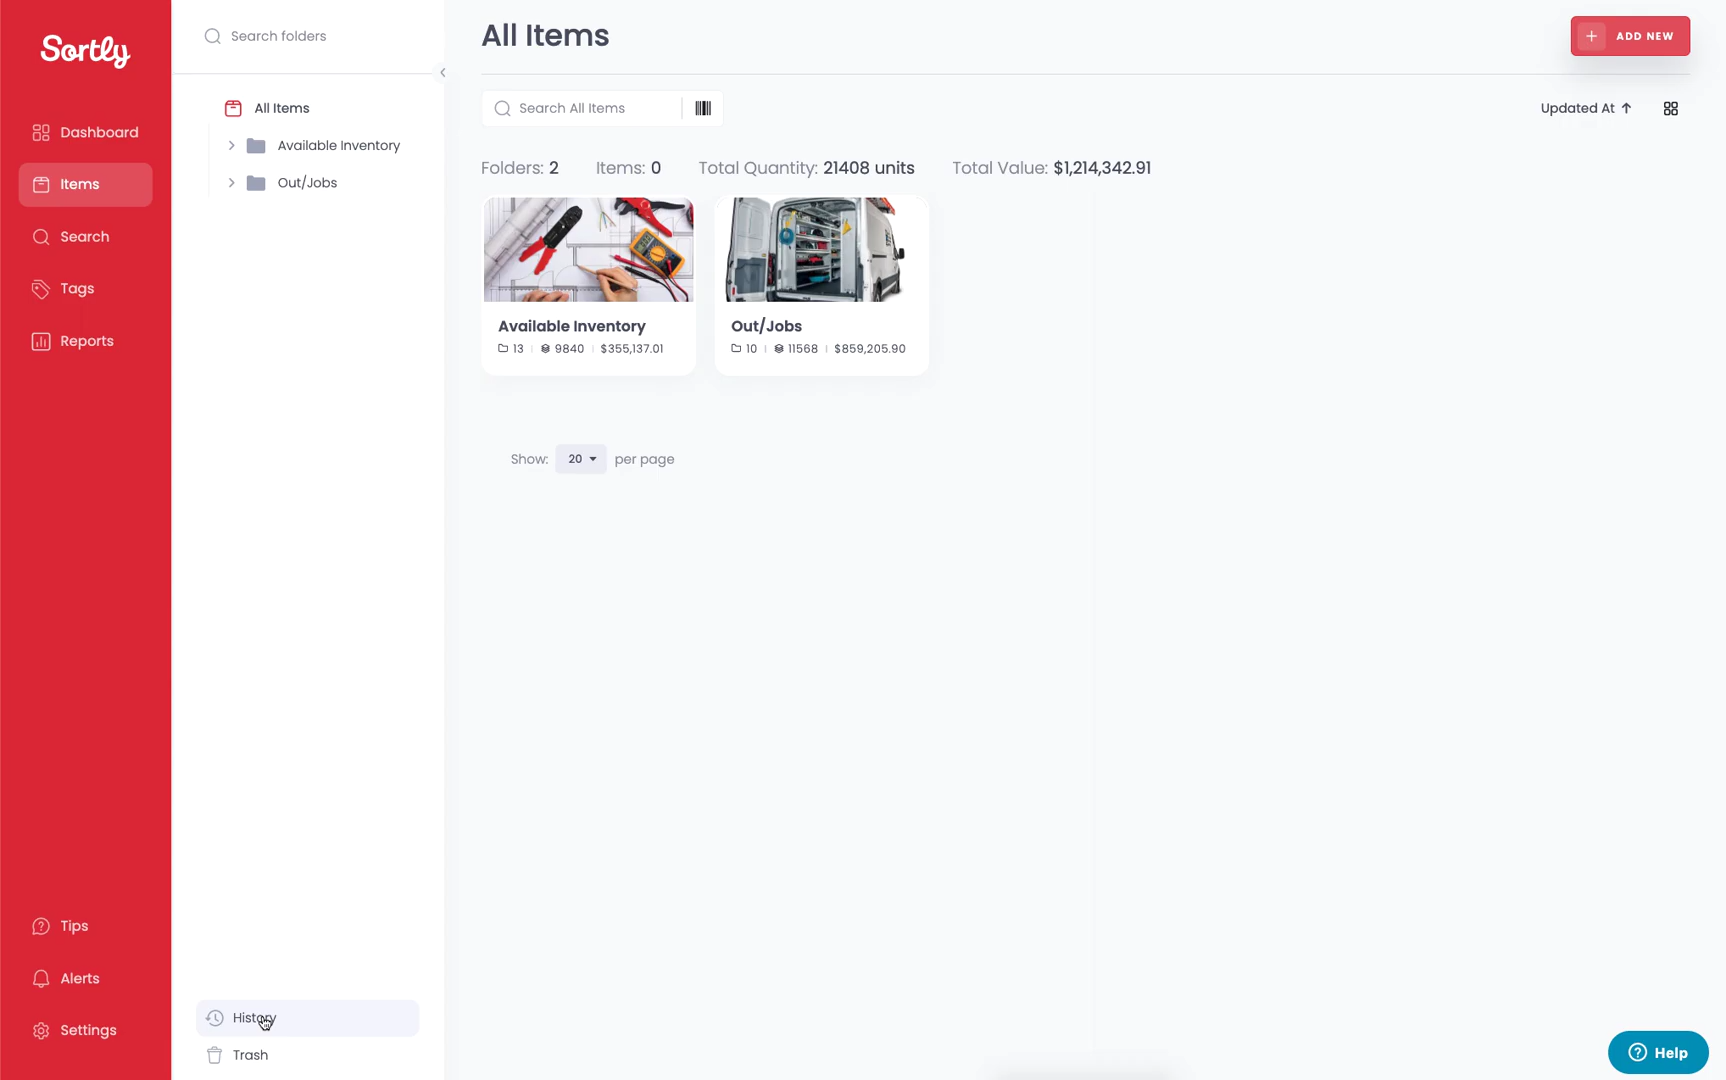 Sortly
Dashboard
Items
Search
Tags
Reports
Tips
Alerts
Settings
Search folders
All Items
Available Inventory
Out/Jobs
History
Trash
All Items
+ ADD NEW
Search All Items
Updated At ↑
Folders: 2 Items: 0 Total Quantity: 21408 units Total Value: $1,214,342.91
Available Inventory
13 | 9840 | $355,137.01
Out/Jobs
10 | 11568 | $859,205.90
Show: 20 per page
Help